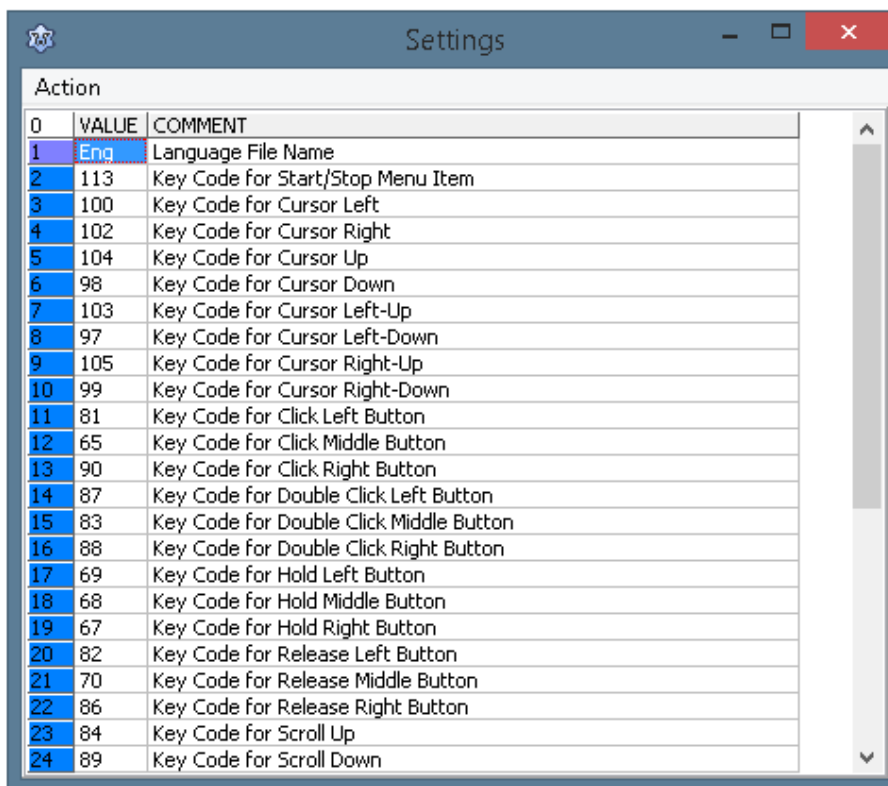 Settings
Action
0 VALUE COMMENT
1 Eng Language File Name
2 113 Key Code for Start/Stop Menu Item
3 100 Key Code for Cursor Left
4 102 Key Code for Cursor Right
5 104 Key Code for Cursor Up
6 98 Key Code for Cursor Down
7 103 Key Code for Cursor Left-Up
8 97 Key Code for Cursor Left-Down
9 105 Key Code for Cursor Right-Up
10 99 Key Code for Cursor Right-Down
11 81 Key Code for Click Left Button
12 65 Key Code for Click Middle Button
13 90 Key Code for Click Right Button
14 87 Key Code for Double Click Left Button
15 83 Key Code for Double Click Middle Button
16 88 Key Code for Double Click Right Button
17 69 Key Code for Hold Left Button
18 68 Key Code for Hold Middle Button
19 67 Key Code for Hold Right Button
20 82 Key Code for Release Left Button
21 70 Key Code for Release Middle Button
22 86 Key Code for Release Right Button
23 84 Key Code for Scroll Up
24 89 Key Code for Scroll Down